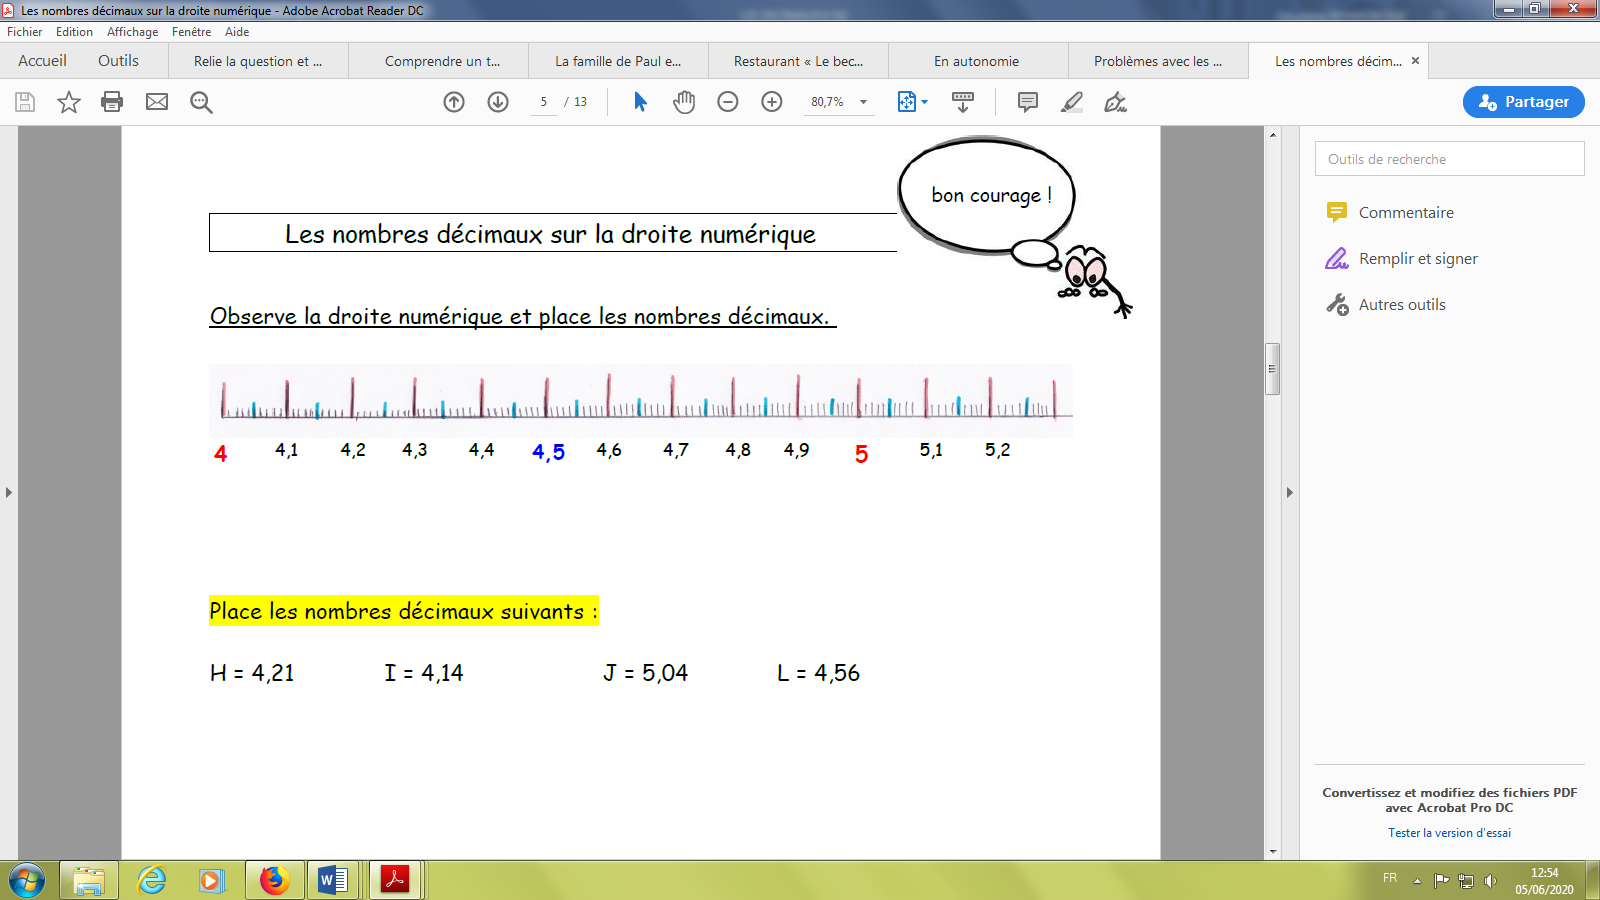 Les nombres décimaux sur la droite numérique - Adobe Acrobat Reader DC
Fichier Edition Affichage Fenêtre Aide
Accueil Outils Relie la question et ... Comprendre un t... La famille de Paul e... Restaurant « Le bec... En autonomie Problèmes avec les ... Les nombres décim... ×
5 / 13 80,7% Partager
bon courage !
Les nombres décimaux sur la droite numérique
Observe la droite numérique et place les nombres décimaux.
4 4,1 4,2 4,3 4,4 4,5 4,6 4,7 4,8 4,9 5 5,1 5,2
Place les nombres décimaux suivants :
H = 4,21 I = 4,14 J = 5,04 L = 4,56
Outils de recherche
Commentaire
Remplir et signer
Autres outils
Convertissez et modifiez des fichiers PDF
avec Acrobat Pro DC
Tester la version d'essai
FR 12:54
05/06/2020